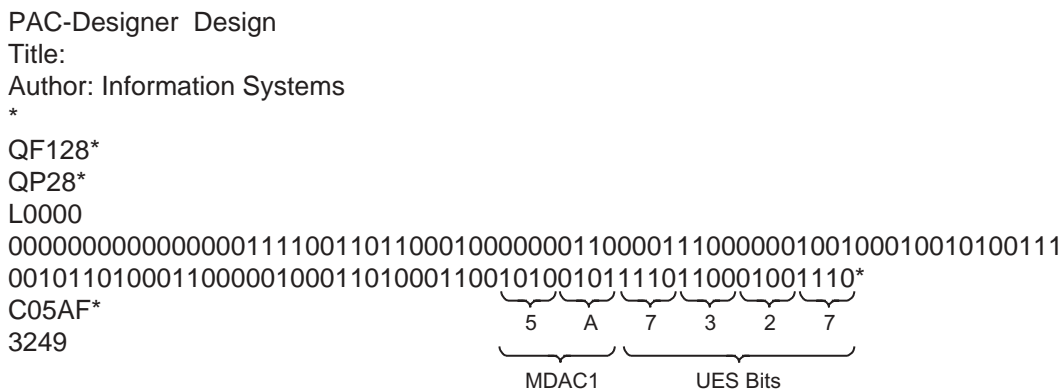 PAC-Designer Design
Title:
Author: Information Systems
*
QF128*
QP28*
L0000
00000000000000001111001101100010000000110000111000000100100010010100111
001011010001100000100011010001100101001011110110001001110*
C05AF*
3249
5 A 7 3 2 7
MDAC1 UES Bits